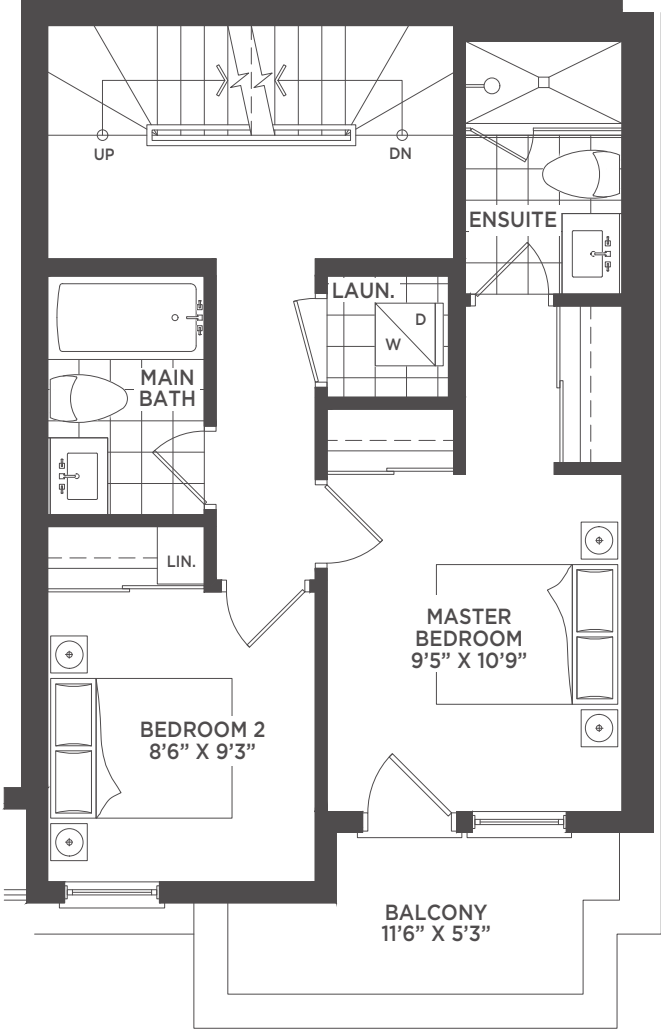 UP
DN
ENSUITE
LAUN.
D
W
MAIN
BATH
LIN.
MASTER
BEDROOM
9’5” X 10’9”
BEDROOM 2
8’6” X 9’3”
BALCONY
11’6” X 5’3”